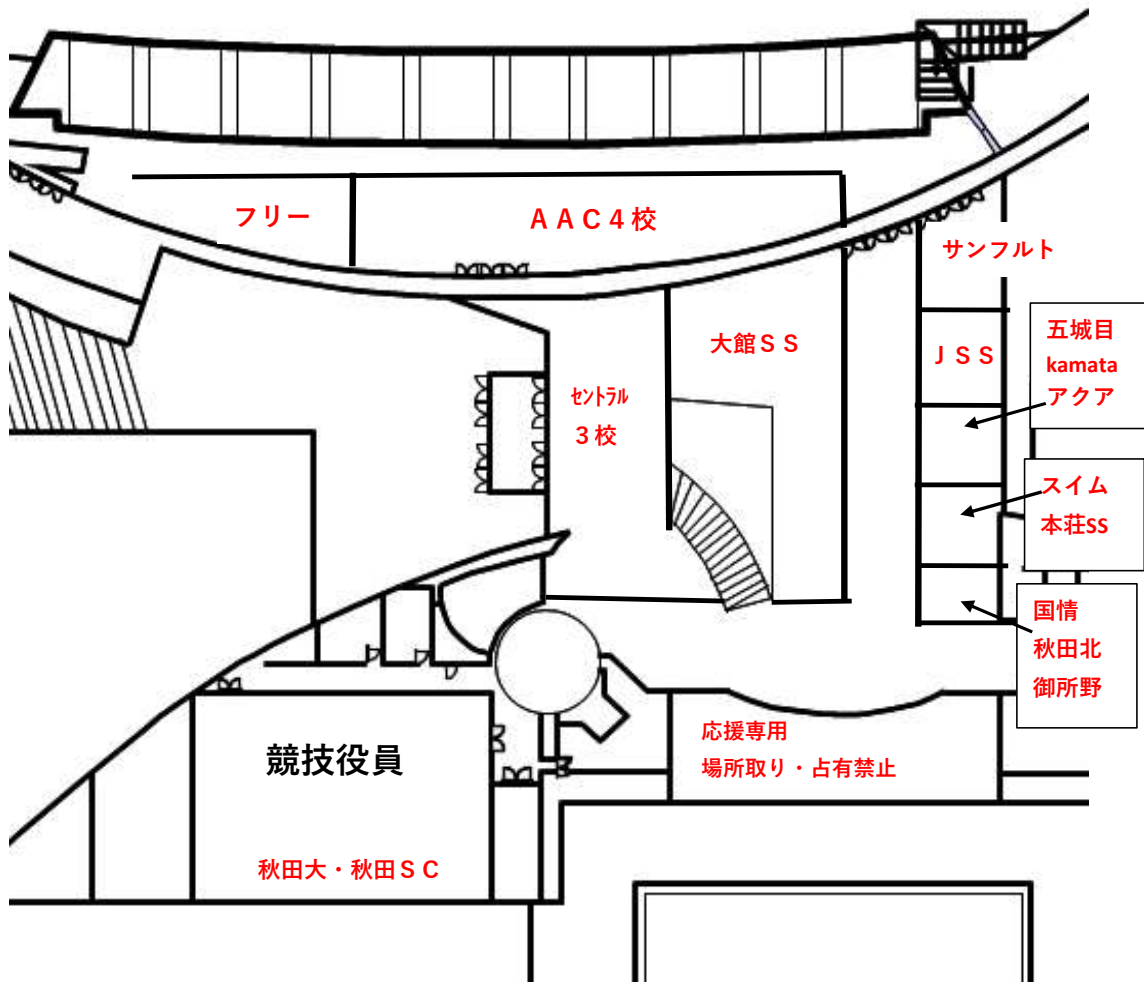 フリー
ＡＡＣ４校
サンフルト
大館ＳＳ
ＪＳＳ
五城目
kamata
アクア
ｾﾝﾄﾗﾙ
３校
スイム
本荘SS
国情
秋田北
御所野
応援専用
場所取り・占有禁止
競技役員
秋田大・秋田ＳＣ